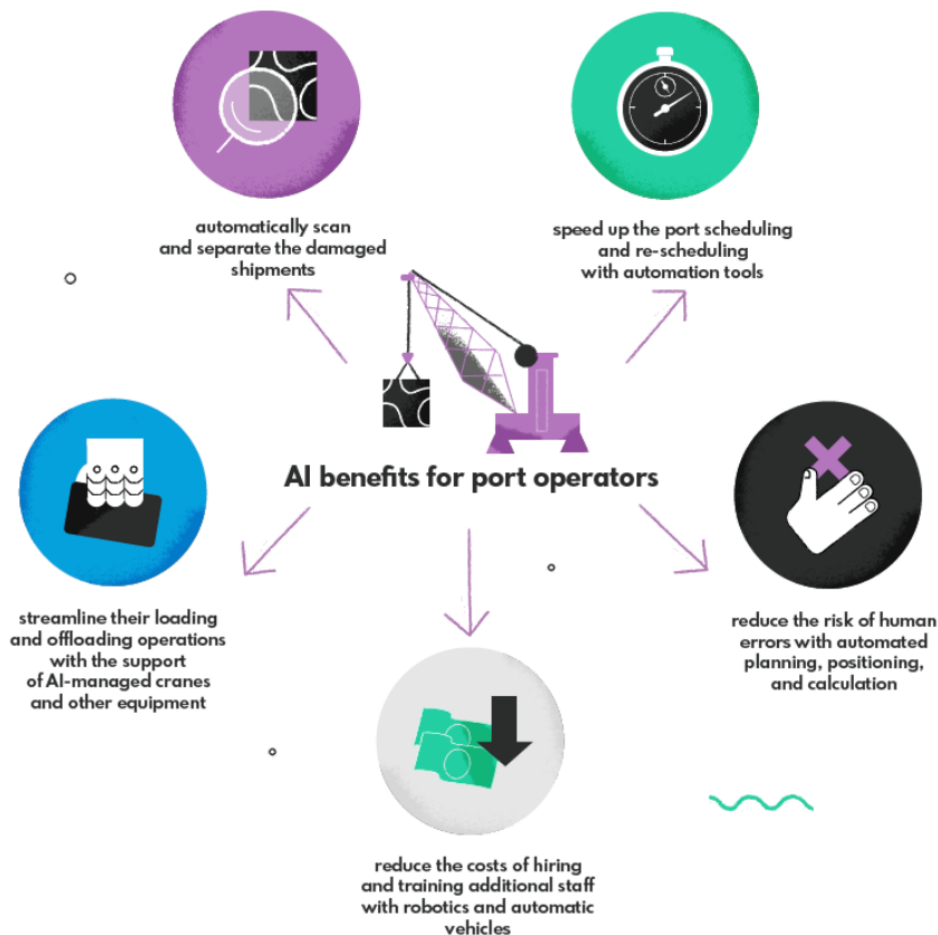 automatically scan
and separate the damaged
shipments
speed up the port scheduling
and re-scheduling
with automation tools
AI benefits for port operators
streamline their loading
and offloading operations
with the support
of AI-managed cranes
and other equipment
reduce the risk of human
errors with automated
planning, positioning,
and calculation
reduce the costs of hiring
and training additional staff
with robotics and automatic
vehicles